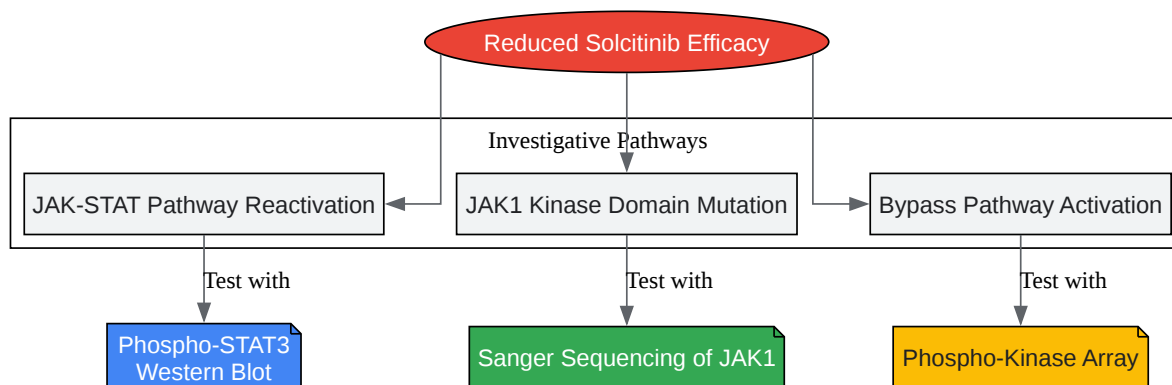 Reduced Solcitinib Efficacy
Investigative Pathways
JAK-STAT Pathway Reactivation
JAK1 Kinase Domain Mutation
Bypass Pathway Activation
Test with
Test with
Test with
Phospho-STAT3
Western Blot
Sanger Sequencing of JAK1
Phospho-Kinase Array